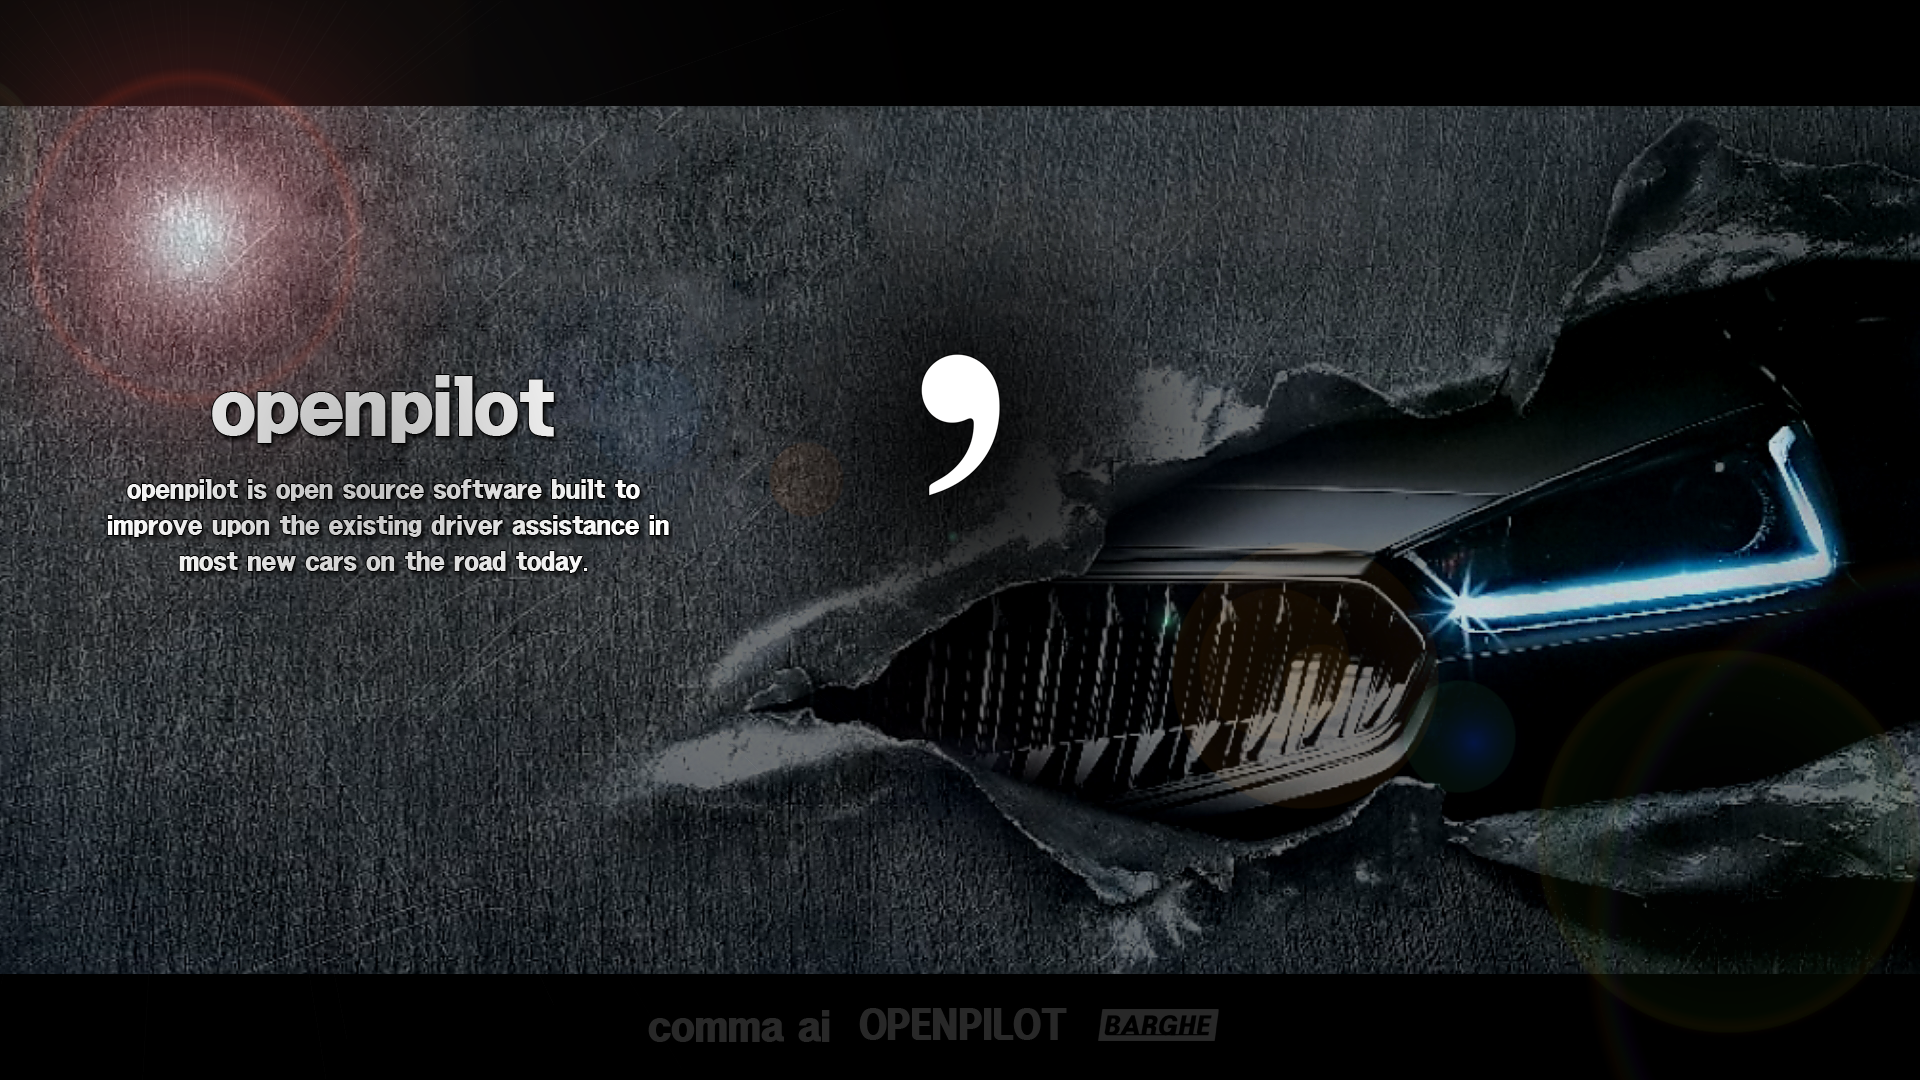 openpilot
openpilot is open source software built to
improve upon the existing driver assistance in
most new cars on the road today.
,
comma ai OPENPILOT BARGHE